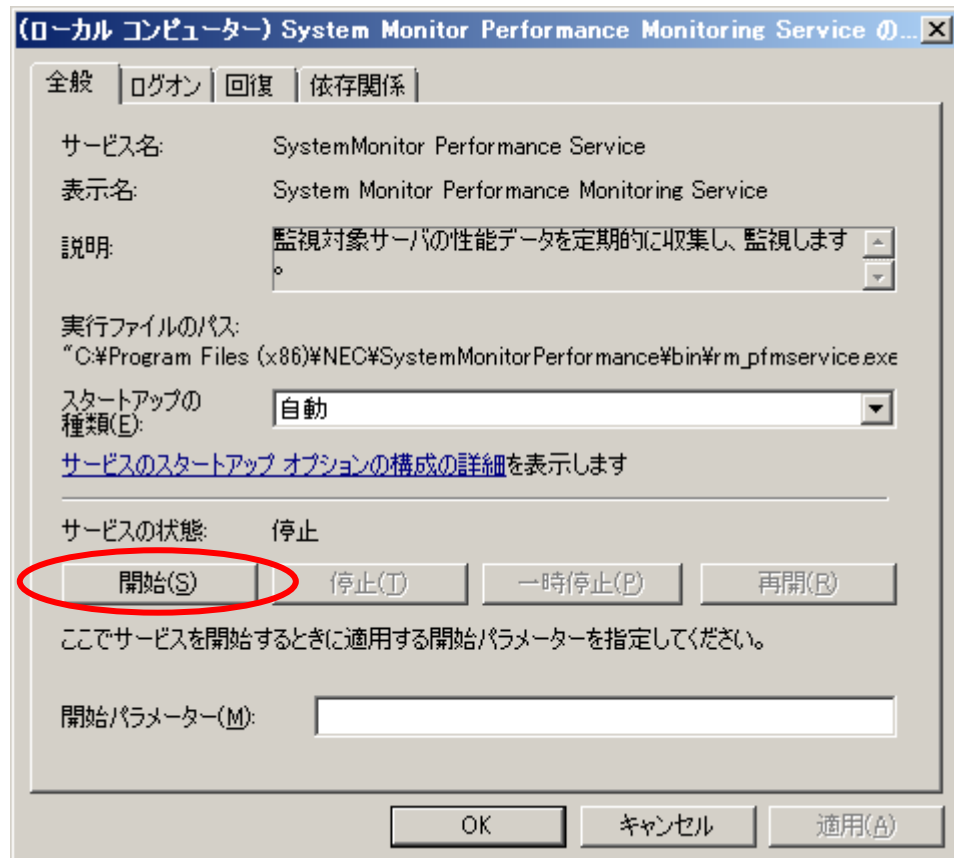 (ローカル コンピューター) System Monitor Performance Monitoring Service の...
全般 ログオン 回復 依存関係
サービス名: SystemMonitor Performance Service
表示名: System Monitor Performance Monitoring Service
説明: 監視対象サーバの性能データを定期的に収集し、監視します
。
実行ファイルのパス:
"C:¥Program Files (x86)¥NEC¥SystemMonitorPerformance¥bin¥rm_pfmservice.exe
スタートアップの
種類(E): 自動
サービスのスタートアップ オプションの構成の詳細を表示します
サービスの状態: 停止
開始(S) 停止(T) 一時停止(P) 再開(R)
ここでサービスを開始するときに適用する開始パラメーターを指定してください。
開始パラメーター(M):
OK キャンセル 適用(A)